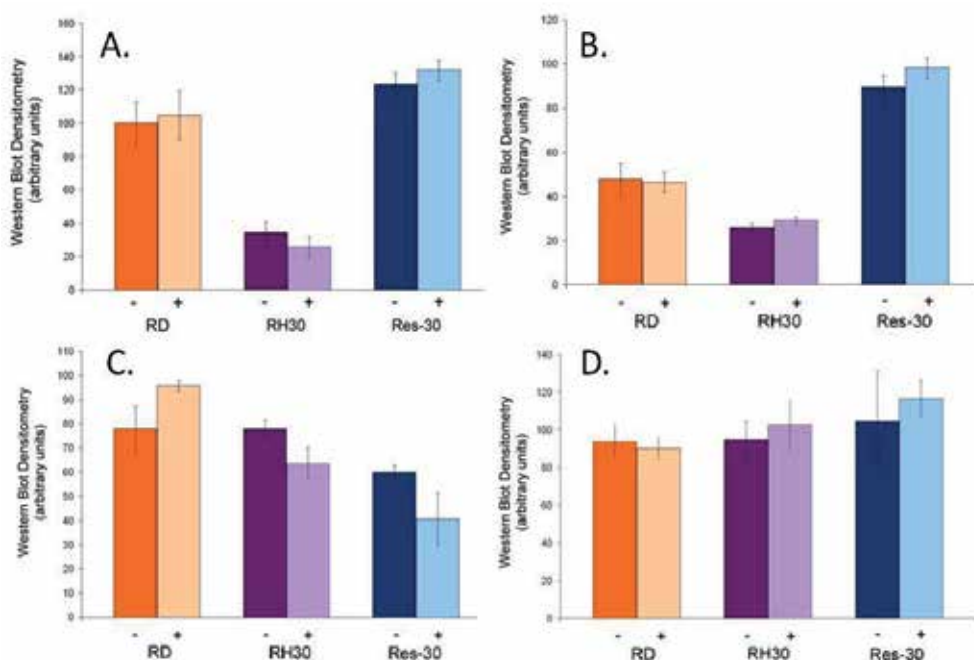 A.
Western Blot Densitometry
(arbitrary units)
160
140
120
100
80
60
40
20
0
- + - + - +
RD RH30 Res-30
B.
Western Blot Densitometry
(arbitrary units)
120
100
80
60
40
20
0
- + - + - +
RD RH30 Res-30
C.
Western Blot Densitometry
(arbitrary units)
110
100
90
80
70
60
50
40
30
20
10
0
- + - + - +
RD RH30 Res-30
D.
Western Blot Densitometry
(arbitrary units)
140
120
100
80
60
40
20
0
- + - + - +
RD RH30 Res-30